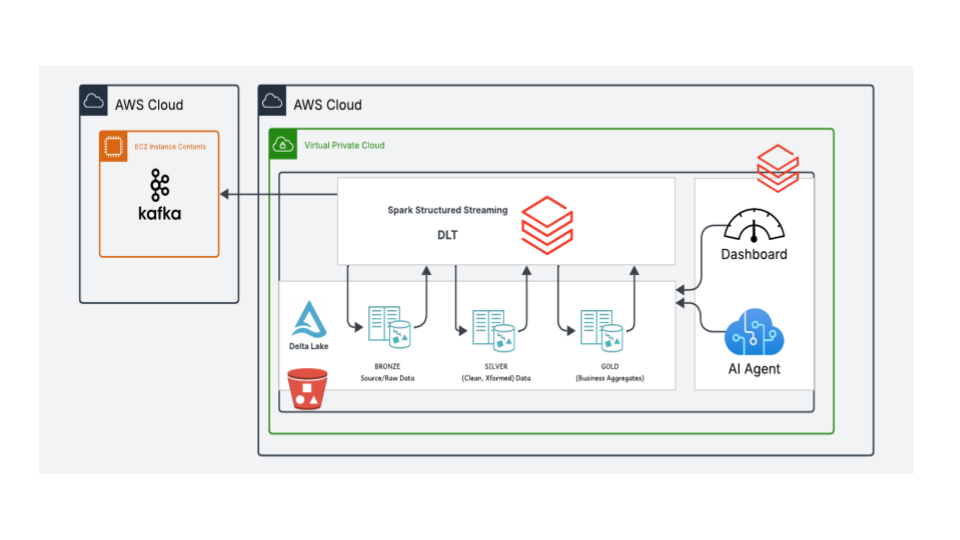 AWS Cloud
EC2 Instance Contents
kafka
AWS Cloud
Virtual Private Cloud
Spark Structured Streaming
DLT
Dashboard
AI Agent
Delta Lake
BRONZE
Source/Raw Data
SILVER
(Clean, Xformed) Data
GOLD
(Business Aggregates)